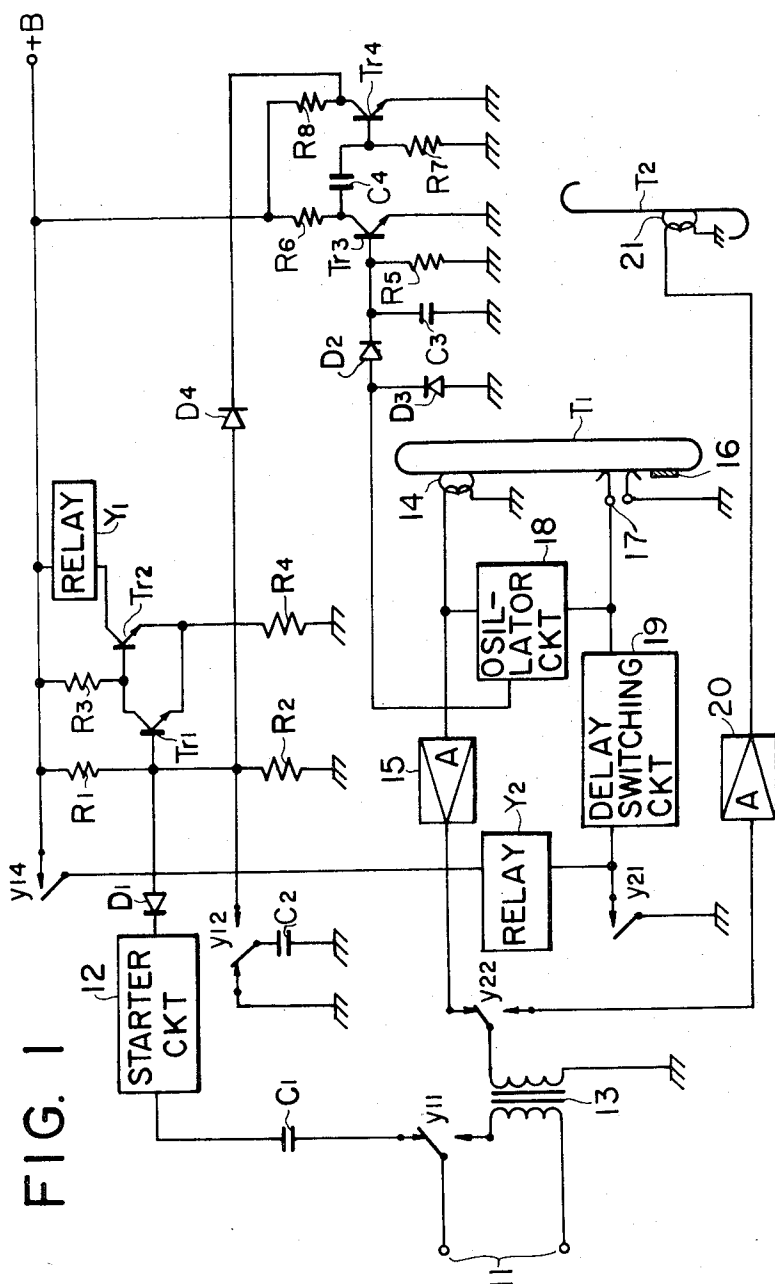 FIG. 1
+B
y14
R1
R3
RELAY
Y1
Tr2
Tr1
D1
12
STARTER
CKT
C1
y12
C2
R2
R4
D4
R6
R8
C4
Tr3
Tr4
R5
R7
D2
C3
D3
T1
T2
14
15
A
OSIL-
LATOR
CKT
18
16
17
21
Y2
RELAY
DELAY
SWITCHING
CKT
19
y21
y22
20
A
y11
13
11